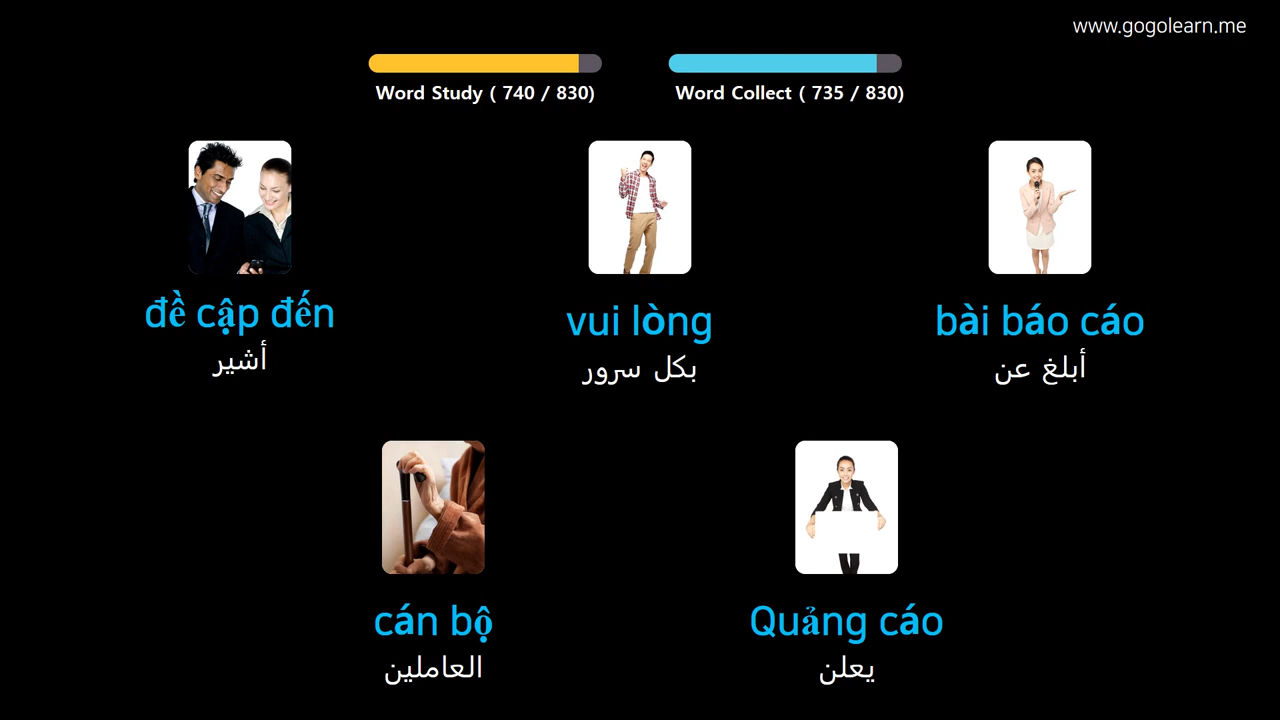 www.gogolearn.me
Word Study ( 740 / 830)
Word Collect ( 735 / 830)
đề cập đến
أشير
vui lòng
بكل سرور
bài báo cáo
أبلغ عن
cán bộ
العاملين
Quảng cáo
يعلن